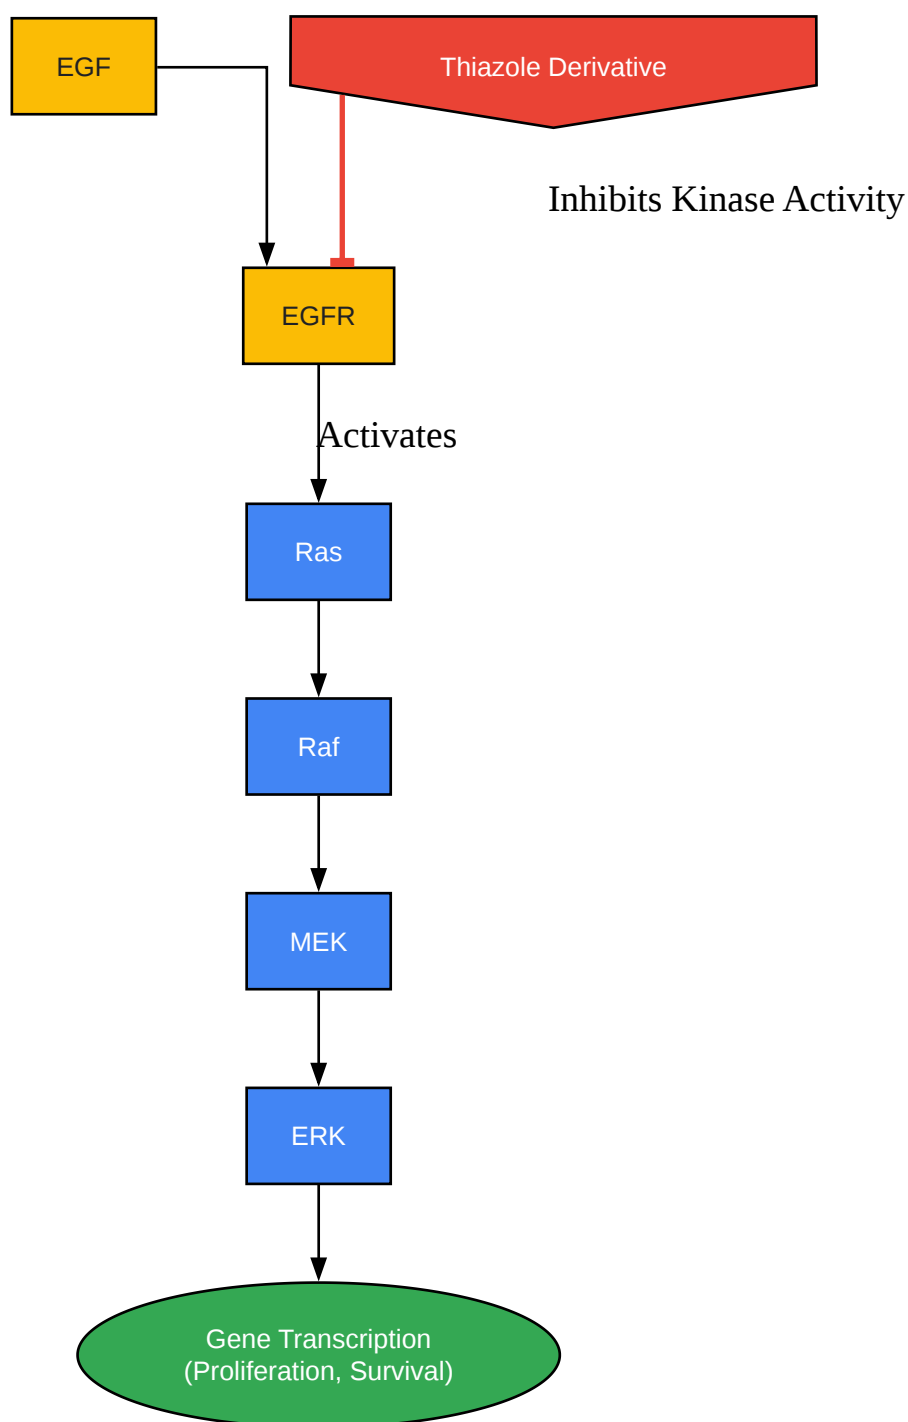 EGF
Thiazole Derivative
Inhibits Kinase Activity
EGFR
Activates
Ras
Raf
MEK
ERK
Gene Transcription
(Proliferation, Survival)